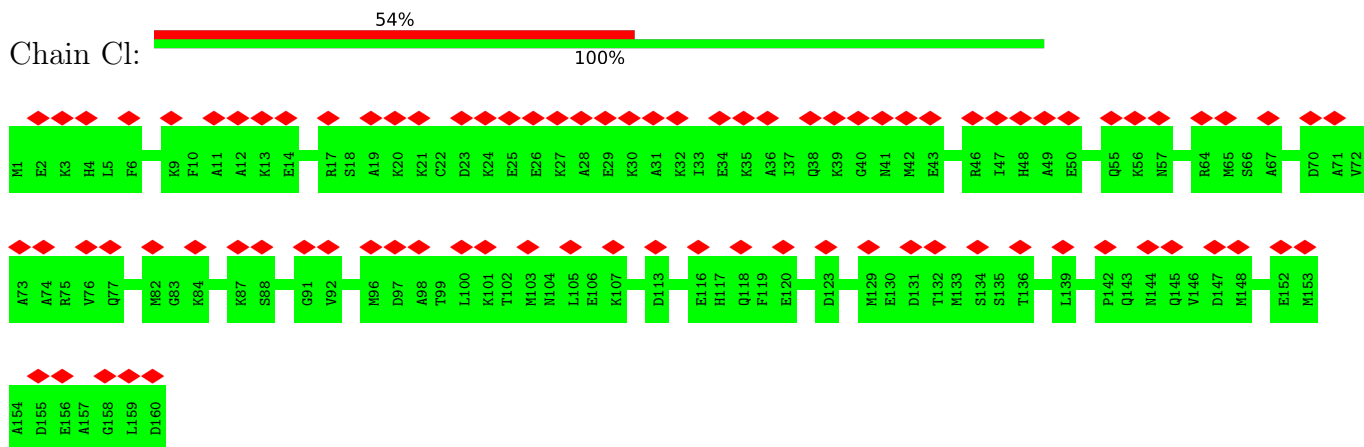 54%
Chain Cl:
100%
M1 E2 K3 H4 L5 F6 K9 F10 A11 A12 K13 E14 R17 S18 A19 K20 K21 C22 D23 K24 E25 E26 K27 A28 E29 K30 A31 K32 I33 E34 K35 A36 I37 Q38 K39 G40 N41 M42 E43 R46 I47 H48 A49 E50 Q55 K56 N57 R64 M65 S66 A67 D70 A71 V72
A73 A74 R75 V76 Q77 M82 G83 K84 K87 S88 G91 V92 M96 D97 A98 T99 L100 K101 T102 M103 N104 L105 E106 K107 D113 E116 H117 Q118 F119 E120 D123 M129 E130 D131 T132 M133 S134 S135 T136 L139 P142 Q143 N144 Q145 V146 D147 M148 E152 M153
A154 D155 E156 A157 G158 L159 D160